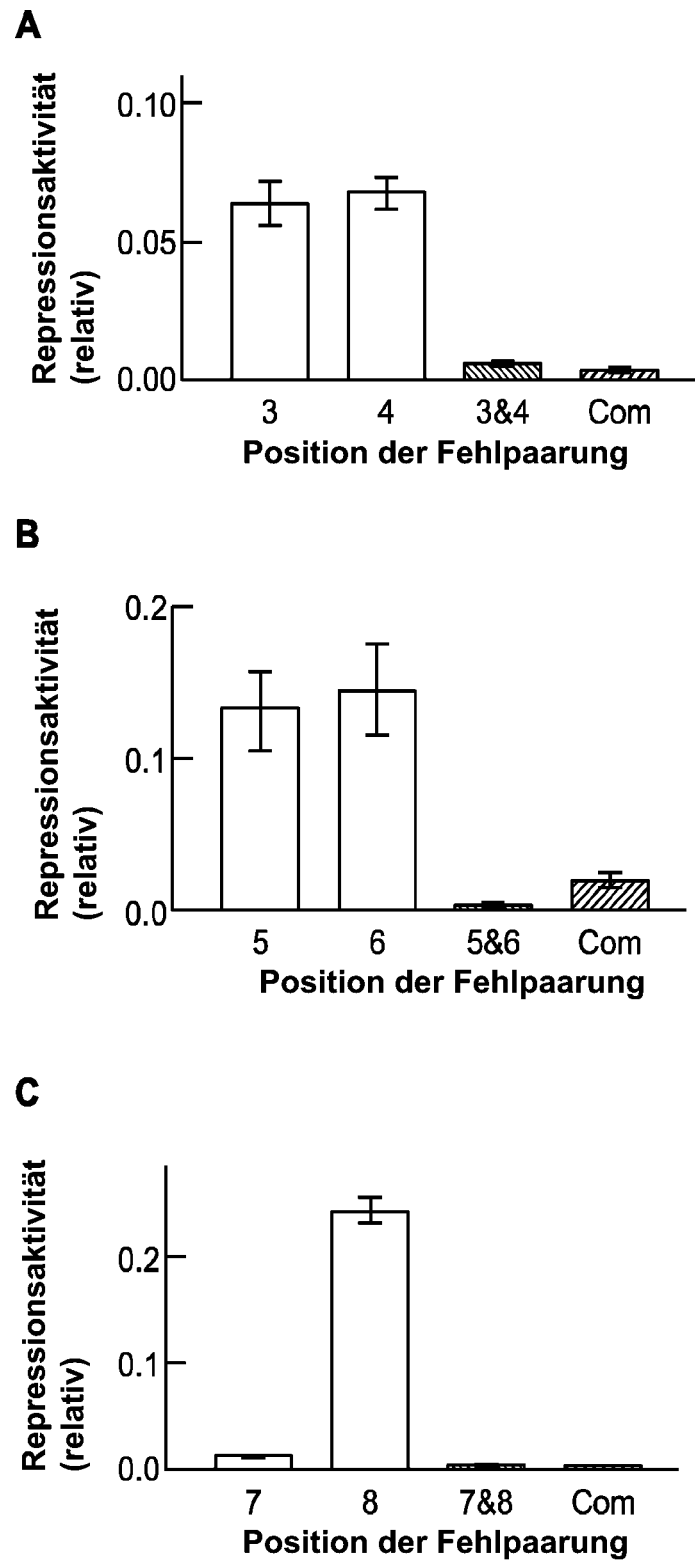 A
Repressionsaktivität
(relativ)
0.10
0.05
0.00
3 4 3&4 Com
Position der Fehlpaarung
B
Repressionsaktivität
(relativ)
0.2
0.1
0.0
5 6 5&6 Com
Position der Fehlpaarung
C
Repressionsaktivität
(relativ)
0.2
0.1
0.0
7 8 7&8 Com
Position der Fehlpaarung